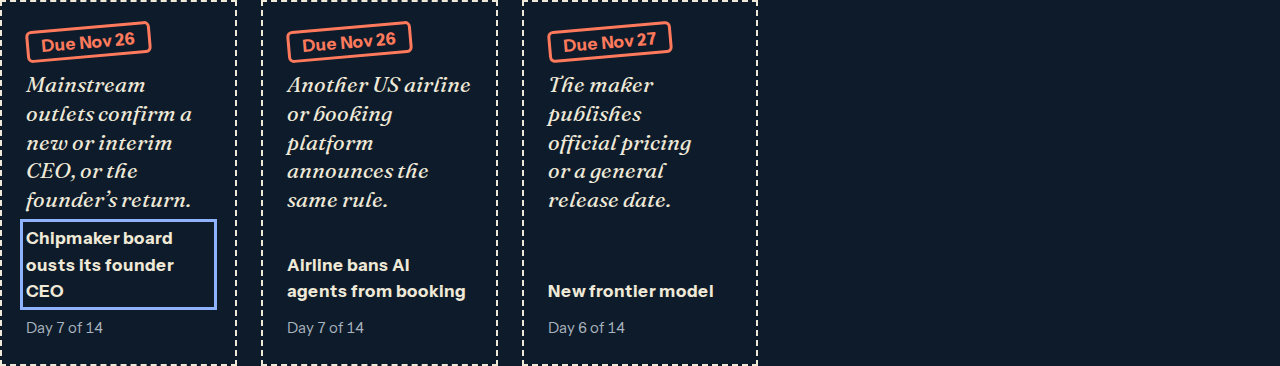 Due Nov 26
Mainstream
outlets confirm a
new or interim
CEO, or the
founder’s return.
Chipmaker board
ousts its founder
CEO
Day 7 of 14
Due Nov 26
Another US airline
or booking
platform
announces the
same rule.
Airline bans AI
agents from booking
Day 7 of 14
Due Nov 27
The maker
publishes
official pricing
or a general
release date.
New frontier model
Day 6 of 14